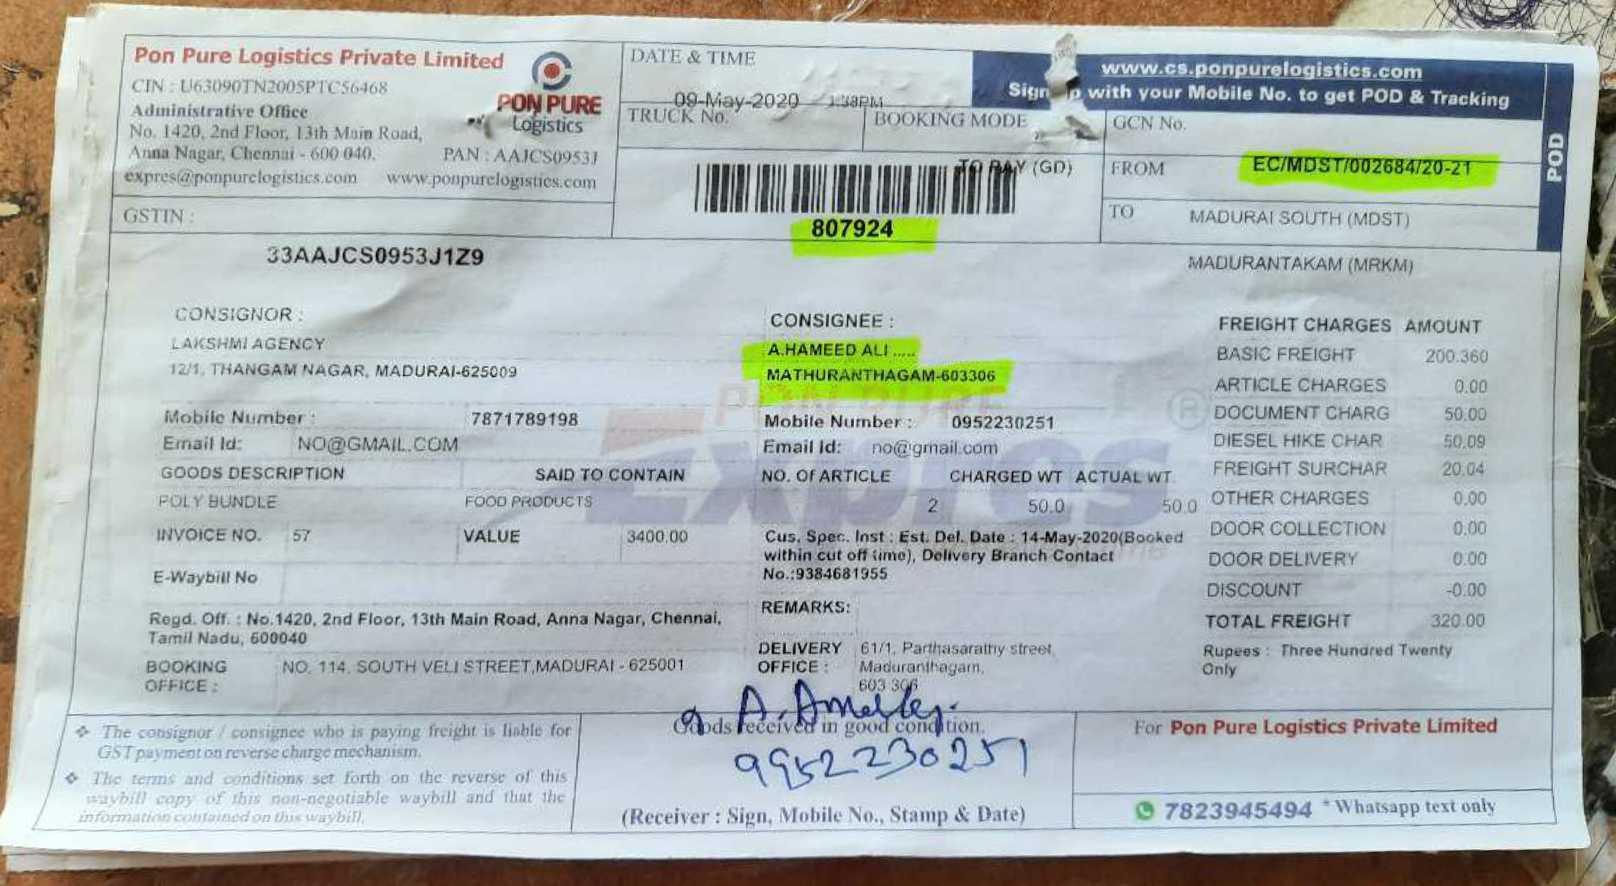 Pon Pure Logistics Private Limited
CIN : U63090TN2005PTC56468
Administrative Office
No. 1420, 2nd Floor, 13th Main Road,
Anna Nagar, Chennai - 600 040.
PAN : AAJCS0953J
expres@ponpurelogistics.com www.ponpurelogistics.com
PON PURE
Logistics
GSTIN :
33AAJCS0953J1Z9
DATE & TIME
09-May-2020 1:38PM
TRUCK No.
BOOKING MODE
TO PAY (GD)
807924
www.cs.ponpurelogistics.com
Sign up with your Mobile No. to get POD & Tracking
GCN No.
FROM EC/MDST/002684/20-21
TO MADURAI SOUTH (MDST)
MADURANTAKAM (MRKM)
POD
CONSIGNOR :
LAKSHMI AGENCY
12/1, THANGAM NAGAR, MADURAI-625009
Mobile Number : 7871789198
Email Id: NO@GMAIL.COM
GOODS DESCRIPTION SAID TO CONTAIN
POLY BUNDLE FOOD PRODUCTS
INVOICE NO. 57 VALUE 3400.00
E-Waybill No
Regd. Off. : No.1420, 2nd Floor, 13th Main Road, Anna Nagar, Chennai,
Tamil Nadu, 600040
BOOKING OFFICE : NO. 114, SOUTH VELI STREET,MADURAI - 625001
CONSIGNEE :
A.HAMEED ALI .....
MATHURANTHAGAM-603306
PON PURE
Expres
Mobile Number : 0952230251
Email Id: no@gmail.com
NO. Of ARTICLE CHARGED WT ACTUAL WT
2 50.0 50.0
Cus. Spec. Inst : Est. Del. Date : 14-May-2020(Booked
within cut off time), Delivery Branch Contact
No.:9384681955
REMARKS:
DELIVERY OFFICE : 61/1, Parthasarathy street,
Maduranthagam,
603 306
FREIGHT CHARGES AMOUNT
BASIC FREIGHT 200.360
ARTICLE CHARGES 0.00
DOCUMENT CHARG 50.00
DIESEL HIKE CHAR 50.09
FREIGHT SURCHAR 20.04
OTHER CHARGES 0.00
DOOR COLLECTION 0.00
DOOR DELIVERY 0.00
DISCOUNT -0.00
TOTAL FREIGHT 320.00
Rupees : Three Hundred Twenty
Only
❖ The consignor / consignee who is paying freight is liable for
GST payment on reverse charge mechanism.
❖ The terms and conditions set forth on the reverse of this
waybill copy of this non-negotiable waybill and that the
information contained on this waybill.
Goods received in good condition.
9952230251
(Receiver : Sign, Mobile No., Stamp & Date)
For Pon Pure Logistics Private Limited
7823945494 * Whatsapp text only